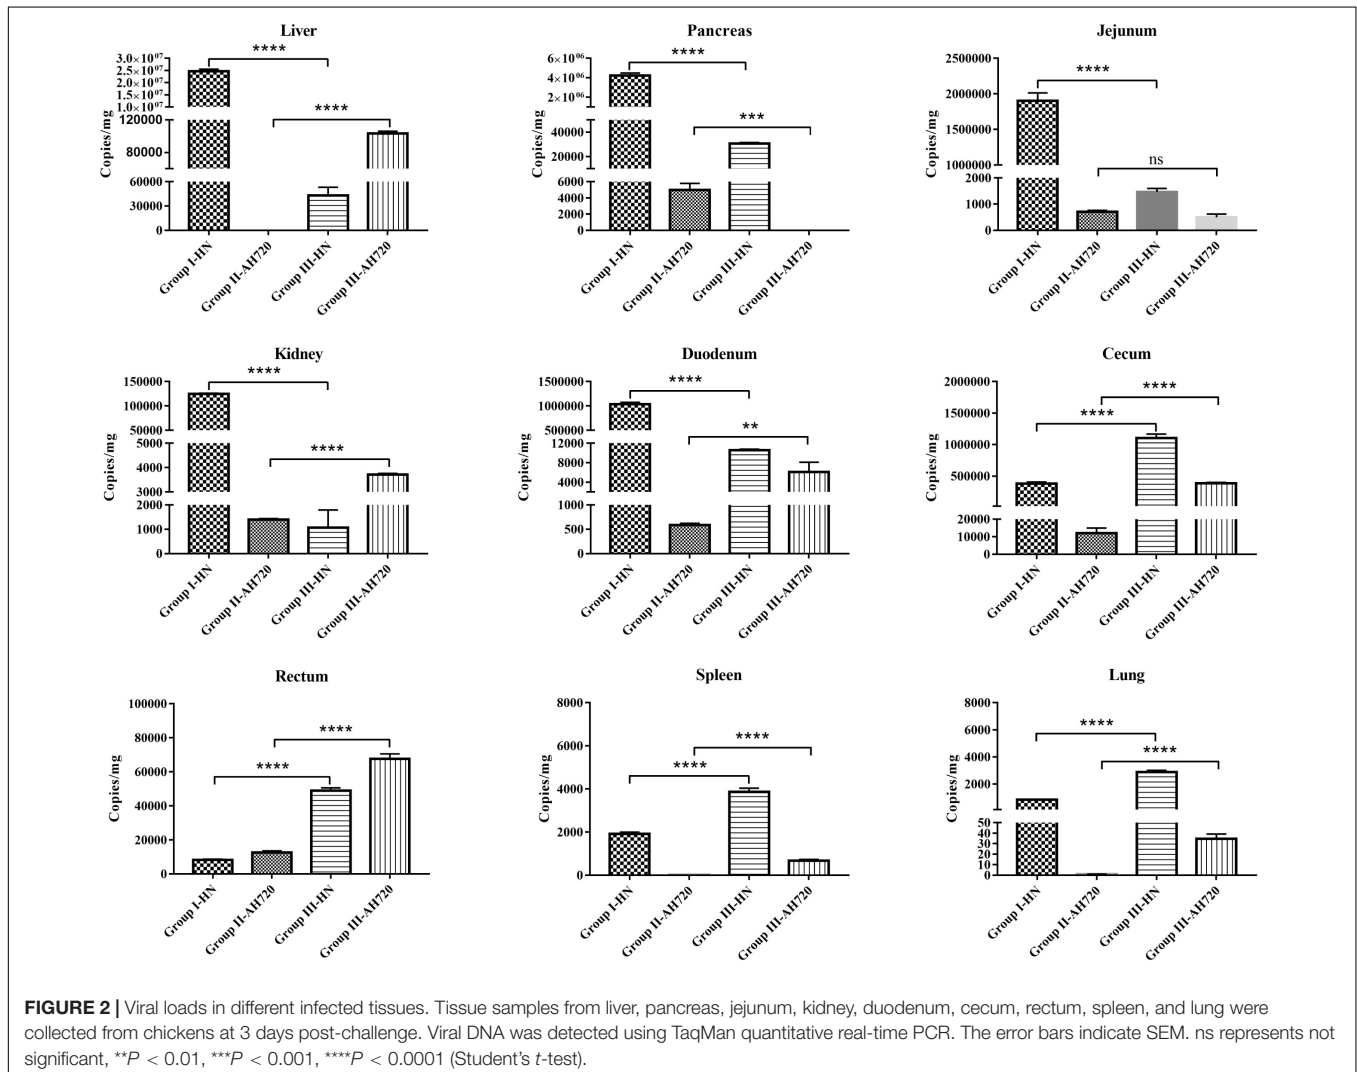 Liver
****
3.0×10⁰⁷
2.5×10⁰⁷
2.0×10⁰⁷
1.5×10⁰⁷
1.0×10⁰⁷
120000
80000
60000
30000
0
****
Copies/mg
Group I-HN
Group II-AH720
Group III-HN
Group III-AH720
Pancreas
****
6×10⁰⁶
4×10⁰⁶
2×10⁰⁶
***
40000
20000
6000
4000
2000
0
Copies/mg
Group I-HN
Group II-AH720
Group III-HN
Group III-AH720
Jejunum
2500000
****
2000000
1500000
1000000
ns
2000
1000
0
Copies/mg
Group I-HN
Group II-AH720
Group III-HN
Group III-AH720
Kidney
****
150000
100000
50000
5000
4000
3000
2000
1000
0
****
Copies/mg
Group I-HN
Group II-AH720
Group III-HN
Group III-AH720
Duodenum
****
1500000
1000000
500000
**
12000
8000
4000
1000
500
0
Copies/mg
Group I-HN
Group II-AH720
Group III-HN
Group III-AH720
Cecum
2000000
****
1500000
****
1000000
500000
20000
10000
0
Copies/mg
Group I-HN
Group II-AH720
Group III-HN
Group III-AH720
Rectum
100000
80000
****
60000
****
40000
20000
0
Copies/mg
Group I-HN
Group II-AH720
Group III-HN
Group III-AH720
Spleen
8000
6000
****
****
4000
2000
0
Copies/mg
Group I-HN
Group II-AH720
Group III-HN
Group III-AH720
Lung
8000
****
6000
****
4000
2000
50
40
30
20
10
0
Copies/mg
Group I-HN
Group II-AH720
Group III-HN
Group III-AH720
FIGURE 2 | Viral loads in different infected tissues. Tissue samples from liver, pancreas, jejunum, kidney, duodenum, cecum, rectum, spleen, and lung were
collected from chickens at 3 days post-challenge. Viral DNA was detected using TaqMan quantitative real-time PCR. The error bars indicate SEM. ns represents not
significant, **P < 0.01, ***P < 0.001, ****P < 0.0001 (Student's t-test).